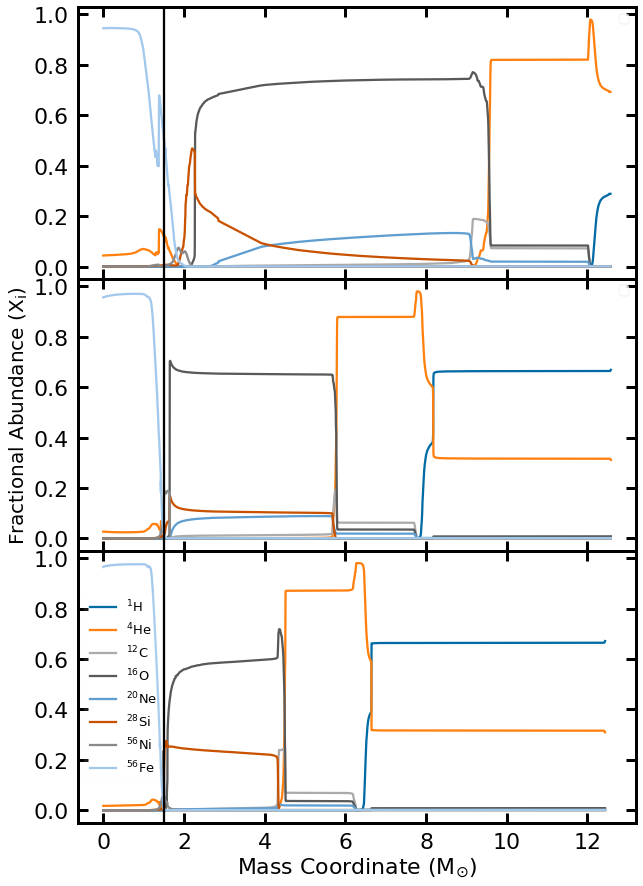 1.0
0.8
0.6
0.4
0.2
0.0
1.0
0.8
0.6
0.4
0.2
0.0
1.0
0.8
0.6
0.4
0.2
0.0
Fractional Abundance (Xᵢ)
¹H
⁴He
¹²C
¹⁶O
²⁰Ne
²⁸Si
⁵⁶Ni
⁵⁶Fe
0 2 4 6 8 10 12
Mass Coordinate (M☉)